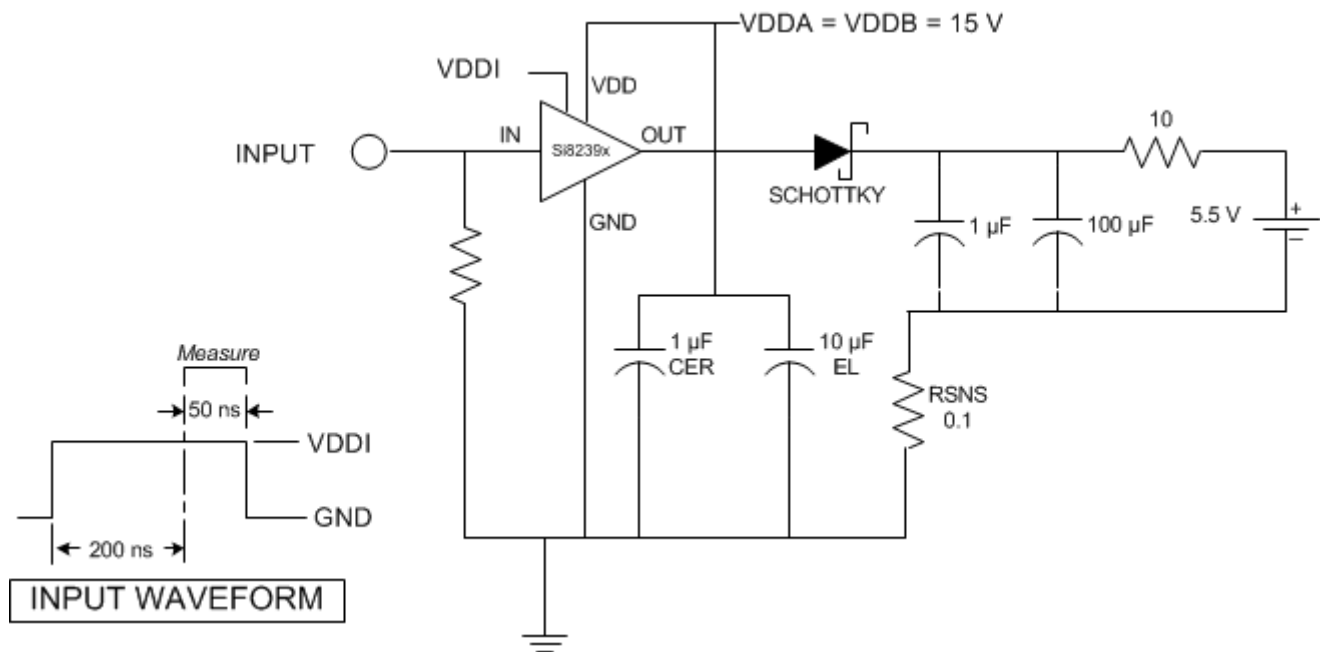 VDDA = VDDB = 15 V
VDDI
VDD
10
INPUT
IN
Si8239x
OUT
SCHOTTKY
GND
1 µF
100 µF
5.5 V
+
–
Measure
1 µF
CER
10 µF
EL
50 ns
RSNS
0.1
VDDI
GND
200 ns
INPUT WAVEFORM